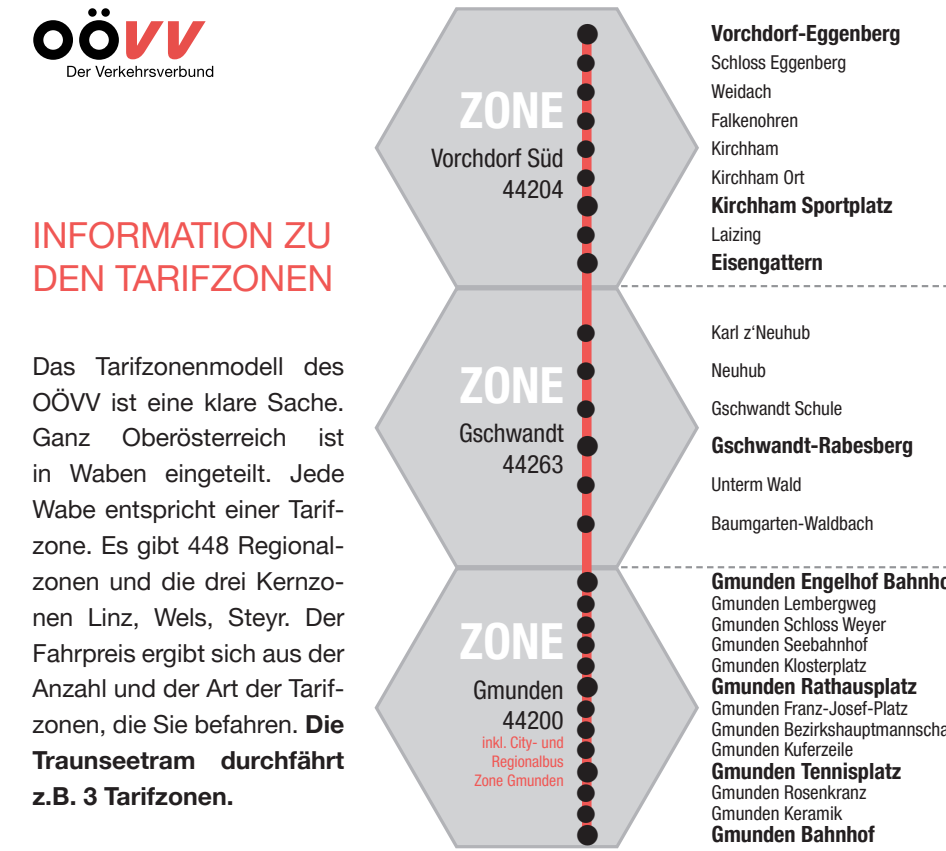 OÖVV
Der Verkehrsverbund
INFORMATION ZU
DEN TARIFZONEN
Das Tarifzonenmodell des
OÖVV ist eine klare Sache.
Ganz Oberösterreich ist
in Waben eingeteilt. Jede
Wabe entspricht einer Tarif-
zone. Es gibt 448 Regional-
zonen und die drei Kernzo-
nen Linz, Wels, Steyr. Der
Fahrpreis ergibt sich aus der
Anzahl und der Art der Tarif-
zonen, die Sie befahren. Die
Traunseetram durchfährt
z.B. 3 Tarifzonen.
ZONE
Vorchdorf Süd
44204
Vorchdorf-Eggenberg
Schloss Eggenberg
Weidach
Falkenohren
Kirchham
Kirchham Ort
Kirchham Sportplatz
Laizing
Eisengattern
ZONE
Gschwandt
44263
Karl z‘Neuhub
Neuhub
Gschwandt Schule
Gschwandt-Rabesberg
Unterm Wald
Baumgarten-Waldbach
ZONE
Gmunden
44200
inkl. City- und
Regionalbus
Zone Gmunden
Gmunden Engelhof Bahnho
Gmunden Lembergweg
Gmunden Schloss Weyer
Gmunden Seebahnhof
Gmunden Klosterplatz
Gmunden Rathausplatz
Gmunden Franz-Josef-Platz
Gmunden Bezirkshauptmannscha
Gmunden Kuferzeile
Gmunden Tennisplatz
Gmunden Rosenkranz
Gmunden Keramik
Gmunden Bahnhof